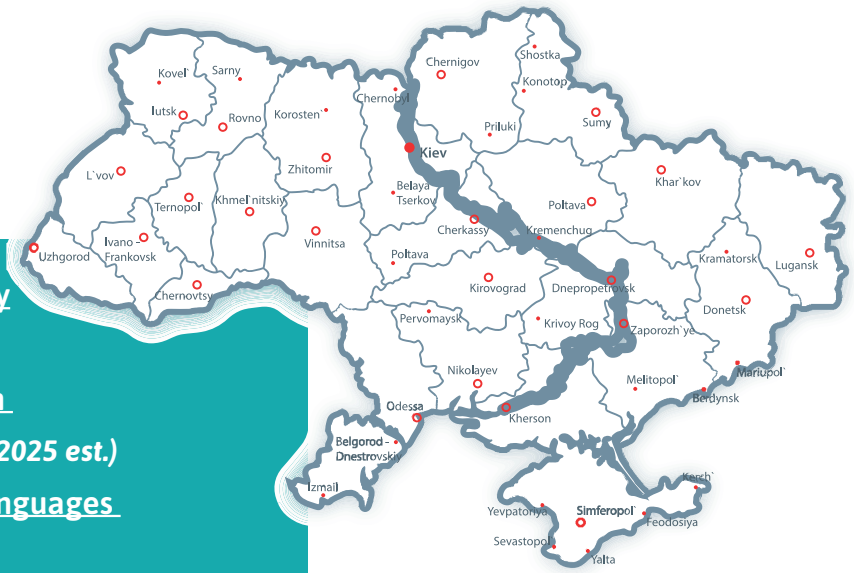 Shostka
Chernigov
Kovel`
Sarny
Konotop
Chernobyl
lutsk
Rovno
Korosten`
Priluki
Sumy
Kiev
L`vov
Zhitomir
Khar`kov
Ternopol`
Khmel`nitskiy
Belaya
Tserkov
Poltava
Cherkassy
Kremenchug
Ivano –
Frankovsk
Vinnitsa
Uzhgorod
Poltava
Kramatorsk
Lugansk
Chernovtsy
Kirovograd
Dnepropetrovsk
Donetsk
Pervomaysk
Krivoy Rog
Zaporozh`ye
Nikolayev
Melitopol`
Mariupol`
Berdynsk
Odessa
Kherson
2025 est.)
Belgorod -
Dnestrovskiy
nguages
Izmail
Kerch`
Yevpatoriya
Simferopol`
Feodosiya
Sevastopol`
Yalta